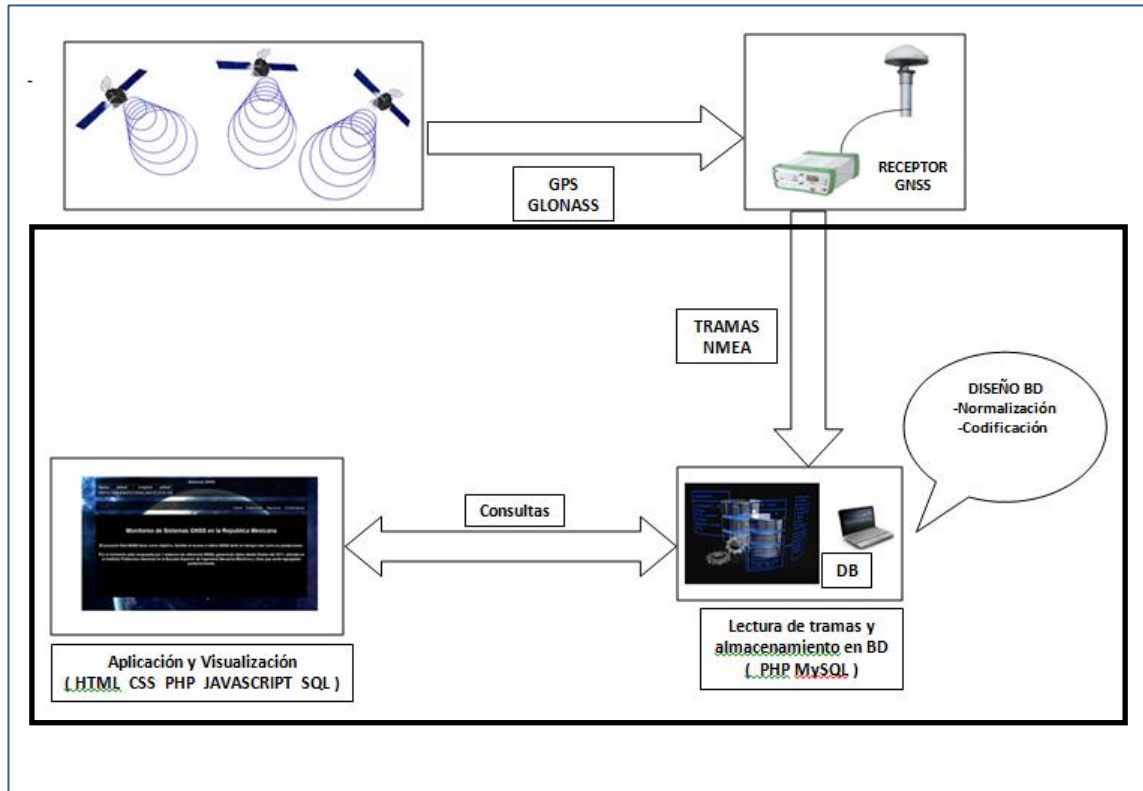 GPS
GLONASS
RECEPTOR
GNSS
TRAMAS
NMEA
DISEÑO BD
-Normalización
-Codificación
Consultas
Monitoreo de Sistemas GNSS en la Republica Mexicana
DB
Lectura de tramas y
almacenamiento en BD
( PHP MySQL )
Aplicación y Visualización
( HTML CSS PHP JAVASCRIPT SQL )